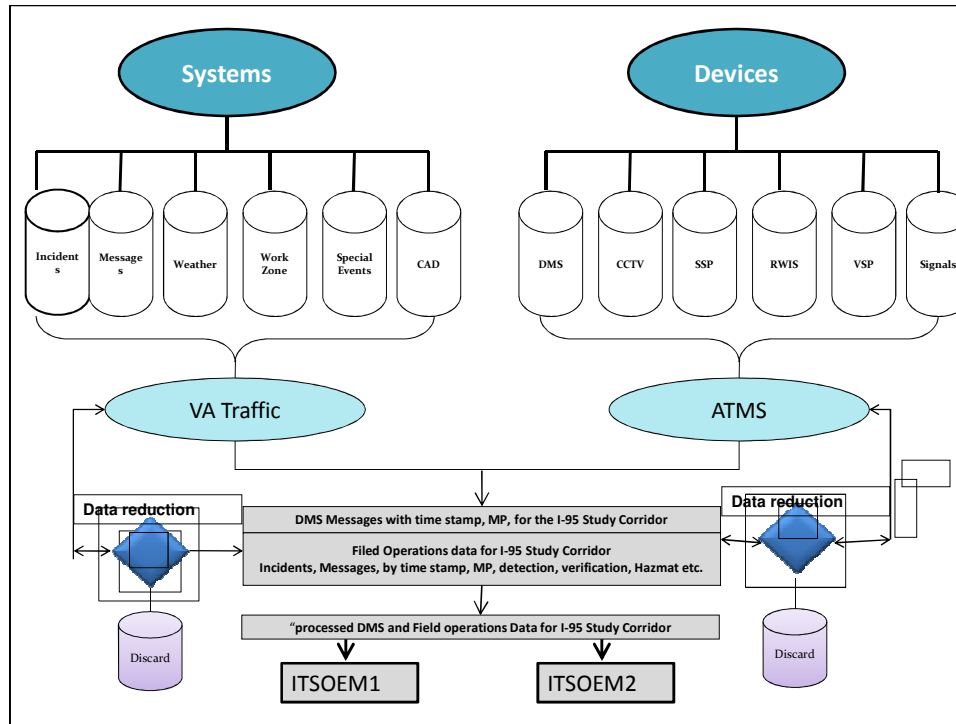 Systems
Devices
Incident
s
Message
s
Weather
Work
Zone
Special
Events
CAD
DMS
CCTV
SSP
RWIS
VSP
Signals
VA Traffic
ATMS
Data reduction
Data reduction
DMS Messages with time stamp, MP, for the I-95 Study Corridor
Filed Operations data for I-95 Study Corridor
Incidents, Messages, by time stamp, MP, detection, verification, Hazmat etc.
“processed DMS and Field operations Data for I-95 Study Corridor
Discard
Discard
ITSOEM1
ITSOEM2